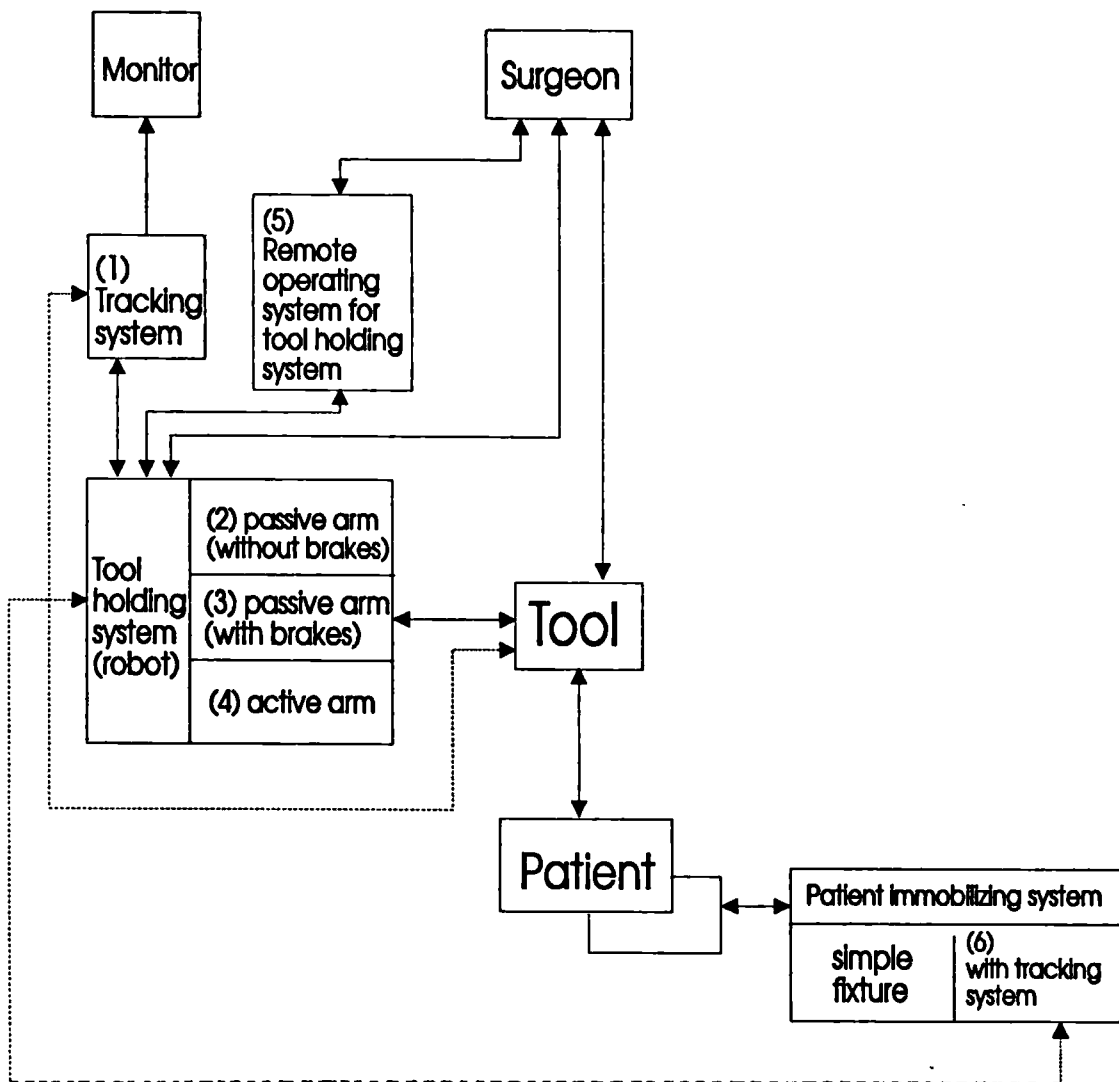 Monitor
Surgeon
(1)
Tracking
system
(5)
Remote
operating
system for
tool holding
system
Tool
holding
system
(robot)
(2) passive arm
(without brakes)
(3) passive arm
(with brakes)
(4) active arm
Tool
Patient
Patient immobilizing system
simple
fixture
(6)
with tracking
system